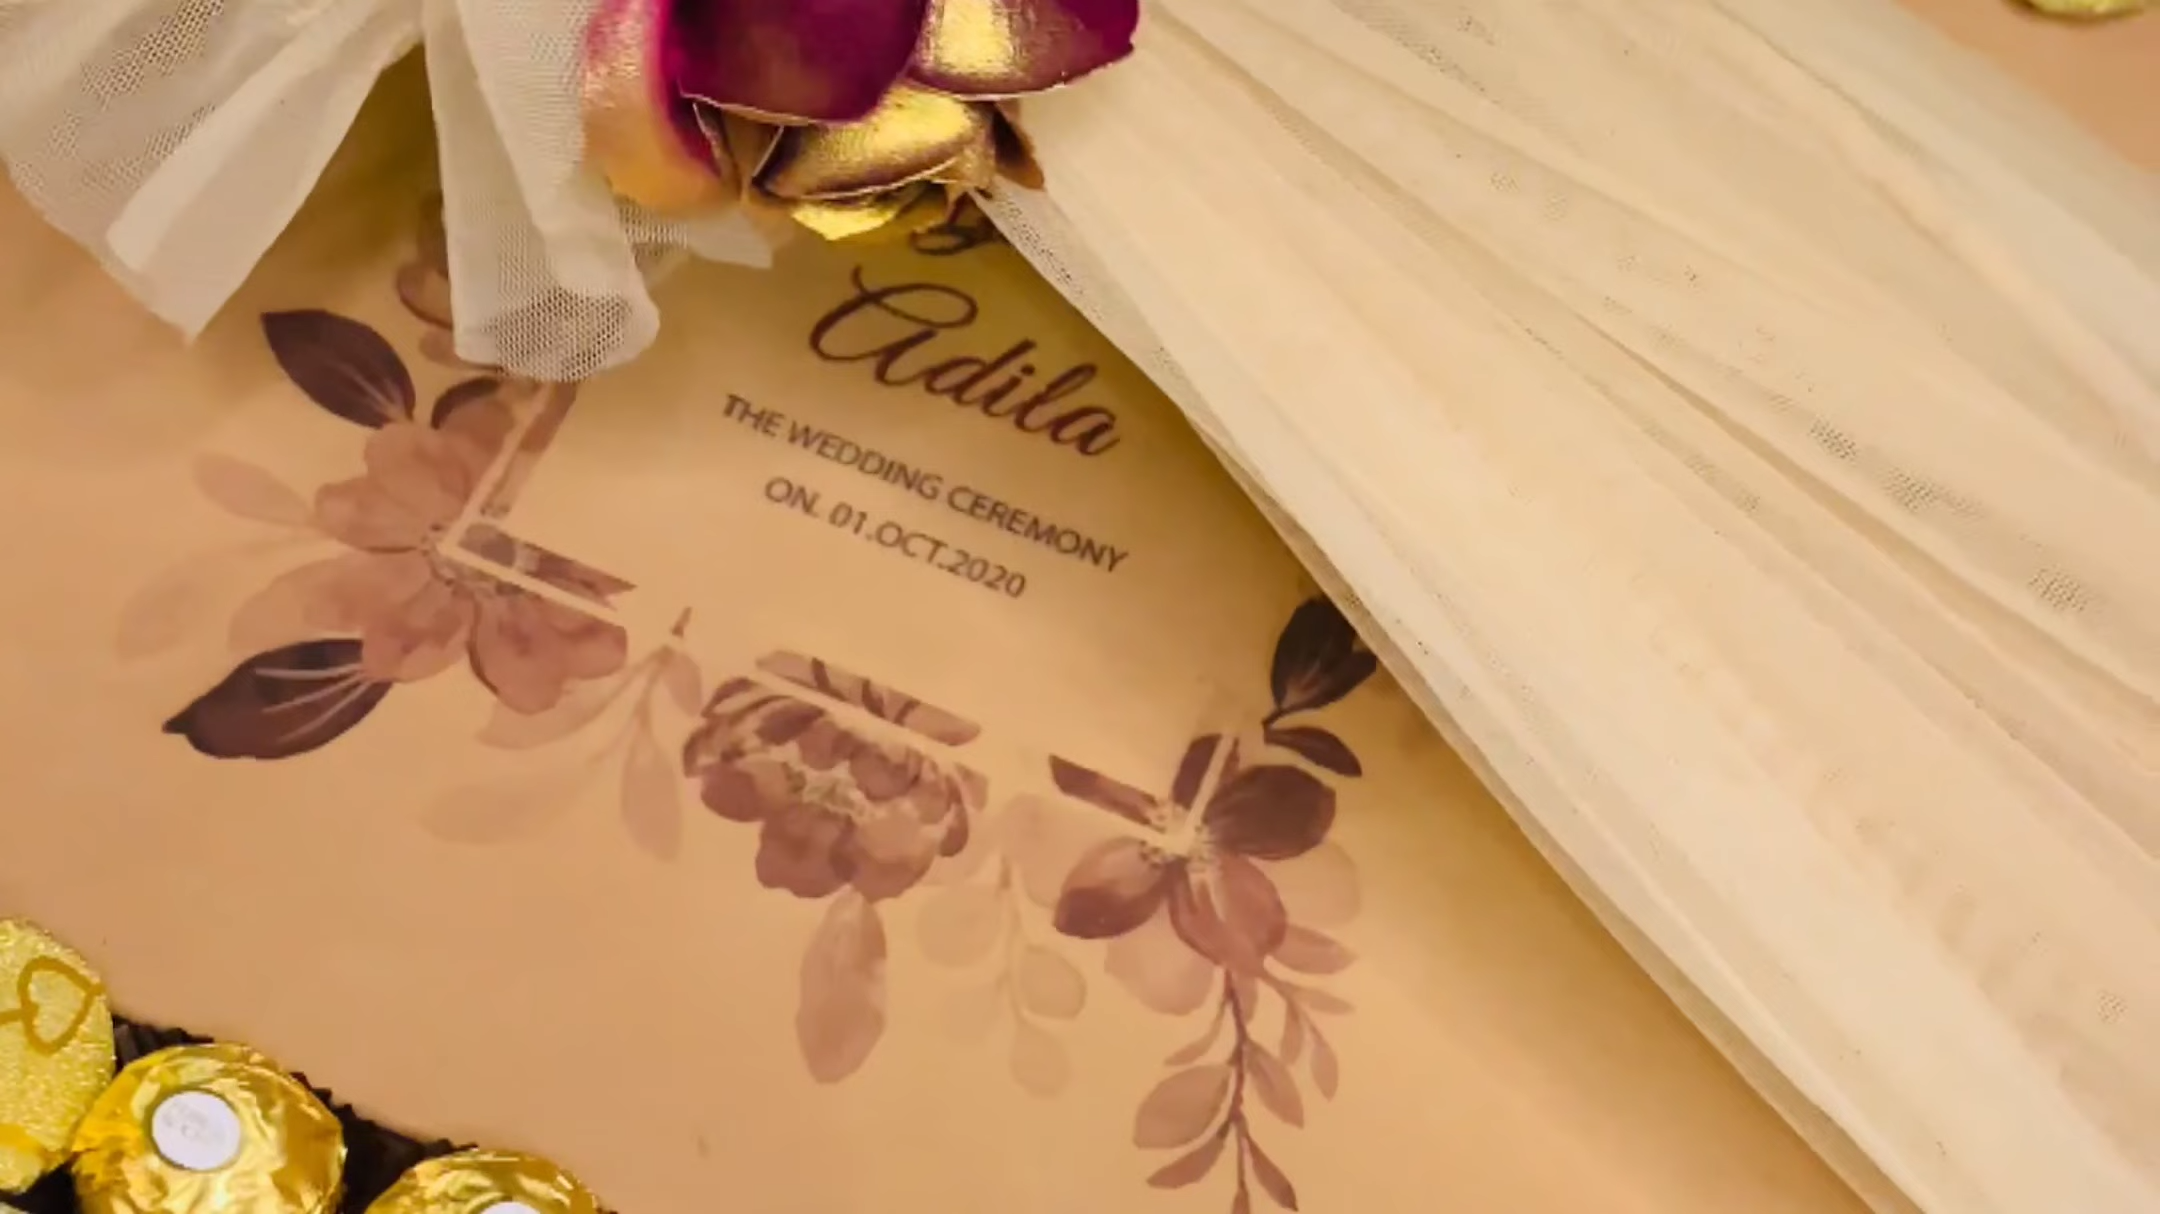 &
Adila
THE WEDDING CEREMONY
ON. 01.OCT.2020